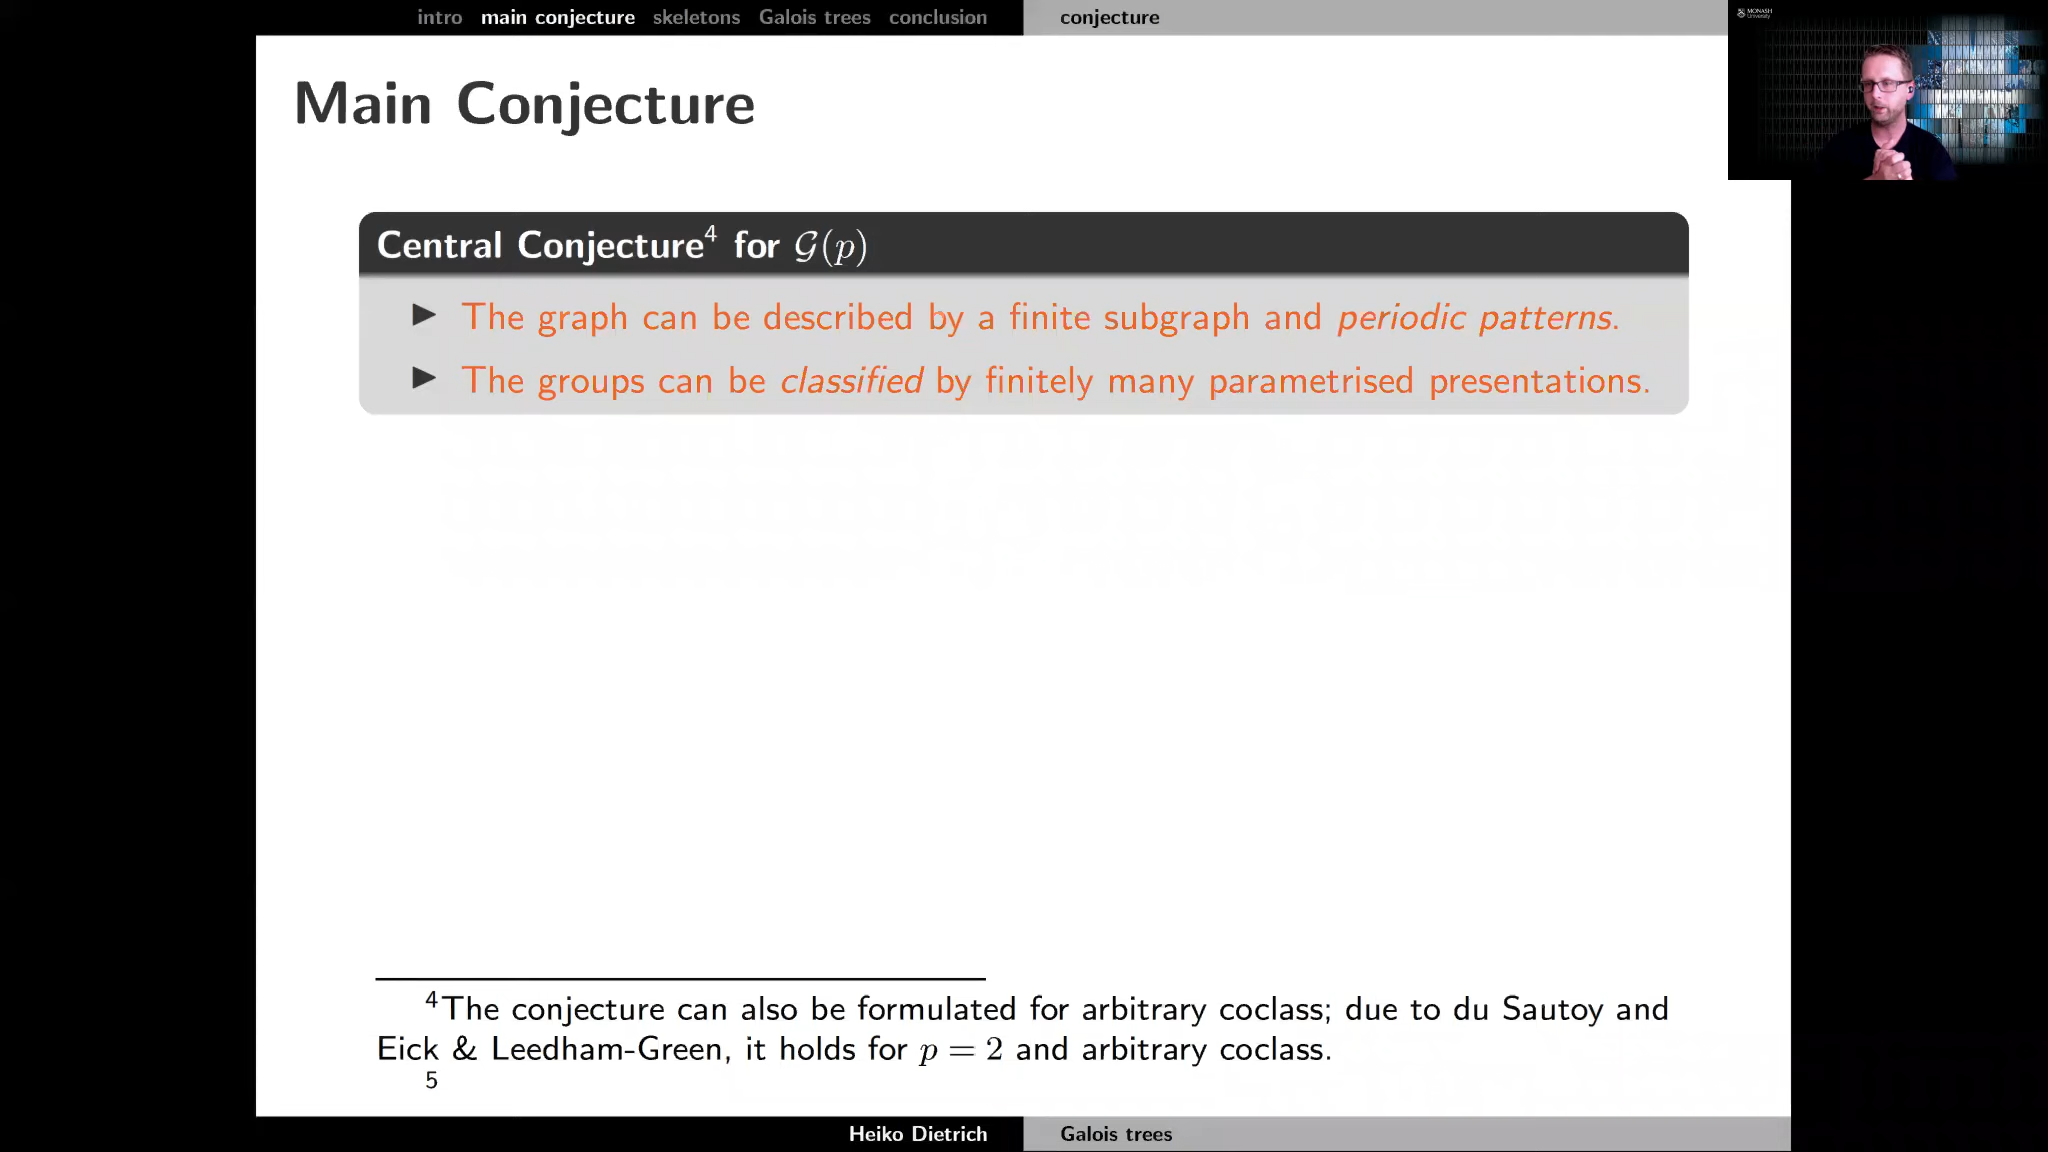 intro main conjecture skeletons Galois trees conclusion conjecture
MONASH
University
Main Conjecture
Central Conjecture⁴ for 𝒢(p)
▶ The graph can be described by a finite subgraph and periodic patterns.
▶ The groups can be classified by finitely many parametrised presentations.
⁴The conjecture can also be formulated for arbitrary coclass; due to du Sautoy and
Eick & Leedham-Green, it holds for p = 2 and arbitrary coclass.
5
Heiko Dietrich Galois trees